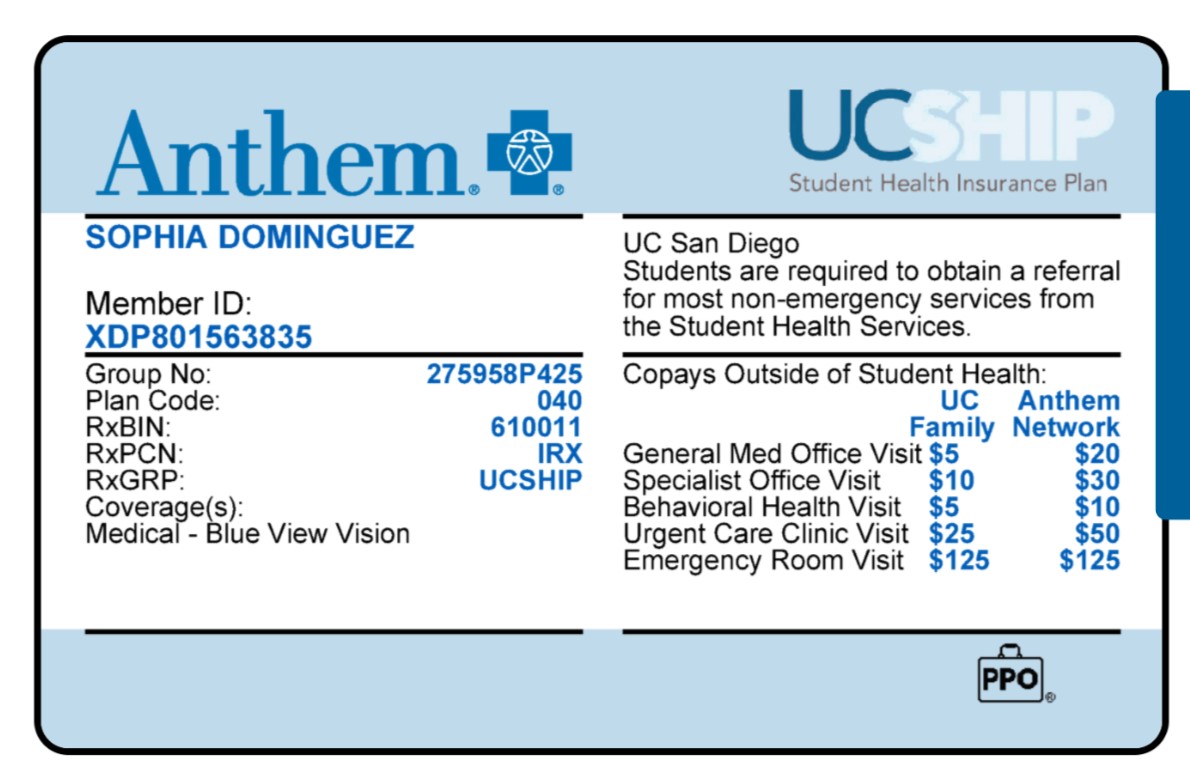 Anthem
UCSHIP
Student Health Insurance Plan
SOPHIA DOMINGUEZ
Member ID:
XDP801563835
Group No: 275958P425
Plan Code: 040
RxBIN: 610011
RxPCN: IRX
RxGRP: UCSHIP
Coverage(s):
Medical - Blue View Vision
UC San Diego
Students are required to obtain a referral
for most non-emergency services from
the Student Health Services.
Copays Outside of Student Health:
UC Anthem
Family Network
General Med Office Visit $5 $20
Specialist Office Visit $10 $30
Behavioral Health Visit $5 $10
Urgent Care Clinic Visit $25 $50
Emergency Room Visit $125 $125
PPO